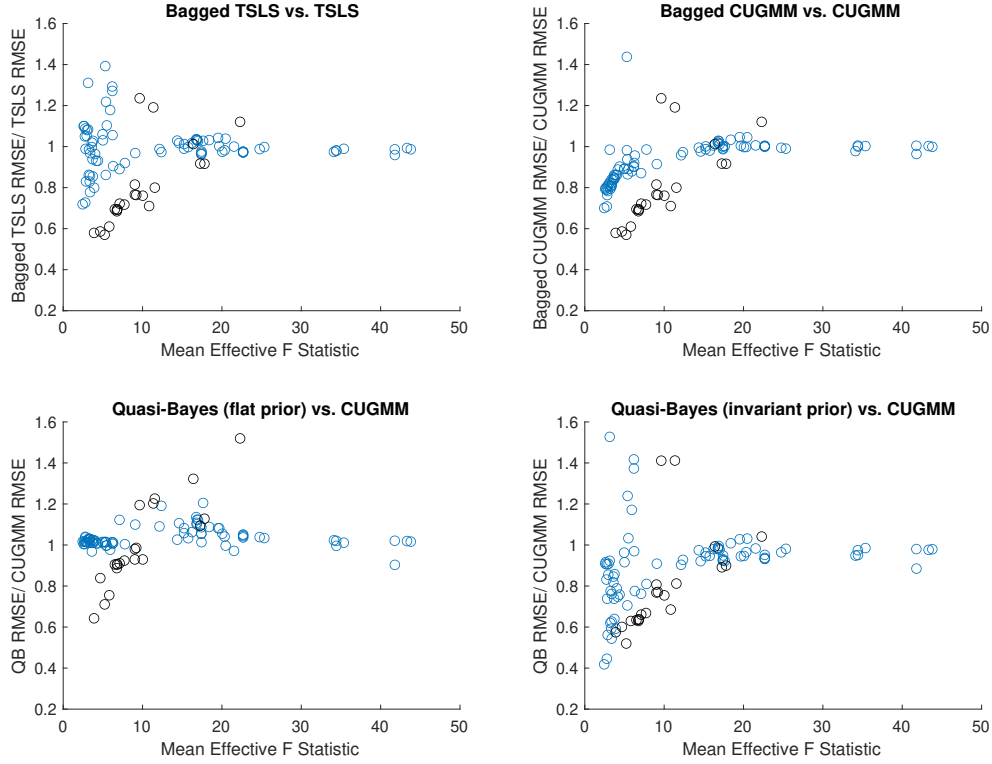 Bagged TSLS vs. TSLS
Bagged TSLS RMSE/ TSLS RMSE
1.6
1.4
1.2
1
0.8
0.6
0.4
0.2
0 10 20 30 40 50
Mean Effective F Statistic
Bagged CUGMM vs. CUGMM
Bagged CUGMM RMSE/ CUGMM RMSE
1.6
1.4
1.2
1
0.8
0.6
0.4
0.2
0 10 20 30 40 50
Mean Effective F Statistic
Quasi-Bayes (flat prior) vs. CUGMM
QB RMSE/ CUGMM RMSE
1.6
1.4
1.2
1
0.8
0.6
0.4
0.2
0 10 20 30 40 50
Mean Effective F Statistic
Quasi-Bayes (invariant prior) vs. CUGMM
QB RMSE/ CUGMM RMSE
1.6
1.4
1.2
1
0.8
0.6
0.4
0.2
0 10 20 30 40 50
Mean Effective F Statistic